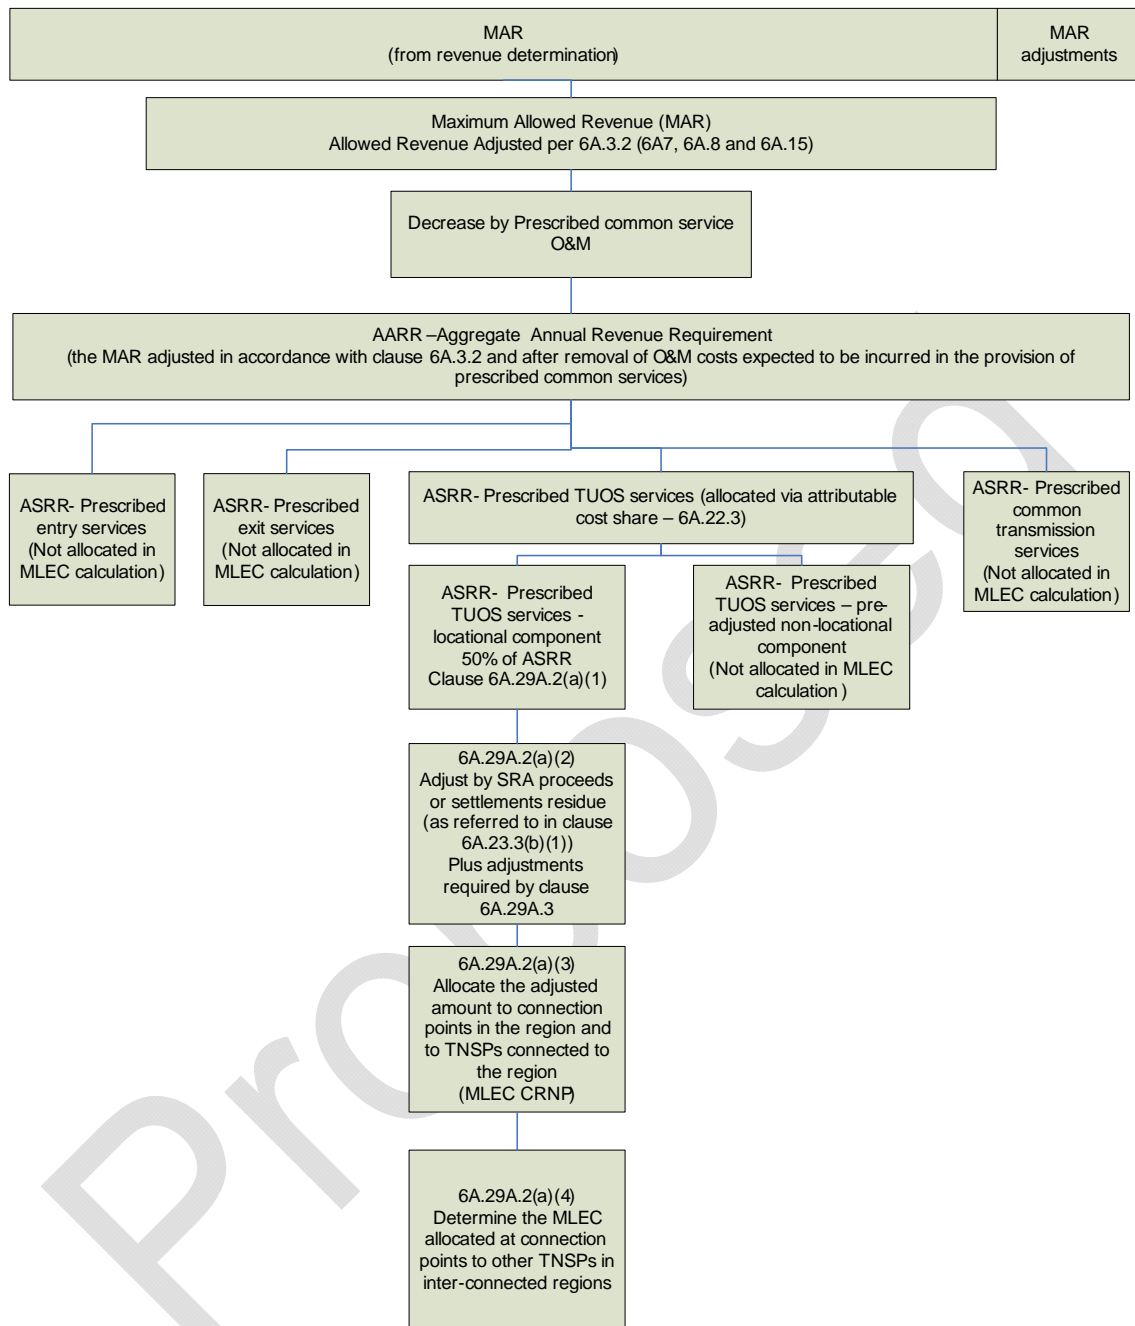 MAR
(from revenue determination)
MAR
adjustments
Maximum Allowed Revenue (MAR)
Allowed Revenue Adjusted per 6A.3.2 (6A7, 6A.8 and 6A.15)
Decrease by Prescribed common service
O&M
AARR –Aggregate Annual Revenue Requirement
(the MAR adjusted in accordance with clause 6A.3.2 and after removal of O&M costs expected to be incurred in the provision of
prescribed common services)
ASRR- Prescribed
entry services
(Not allocated in
MLEC calculation)
ASRR- Prescribed
exit services
(Not allocated in
MLEC calculation)
ASRR- Prescribed TUOS services (allocated via attributable
cost share – 6A.22.3)
ASRR- Prescribed
common
transmission
services
(Not allocated in
MLEC calculation)
ASRR- Prescribed
TUOS services -
locational component
50% of ASRR
Clause 6A.29A.2(a)(1)
ASRR- Prescribed
TUOS services – pre-
adjusted non-locational
component
(Not allocated in MLEC
calculation)
6A.29A.2(a)(2)
Adjust by SRA proceeds
or settlements residue
(as referred to in clause
6A.23.3(b)(1))
Plus adjustments
required by clause
6A.29A.3
6A.29A.2(a)(3)
Allocate the adjusted
amount to connection
points in the region and
to TNSPs connected to
the region
(MLEC CRNP)
6A.29A.2(a)(4)
Determine the MLEC
allocated at connection
points to other TNSPs in
inter-connected regions
Proposed